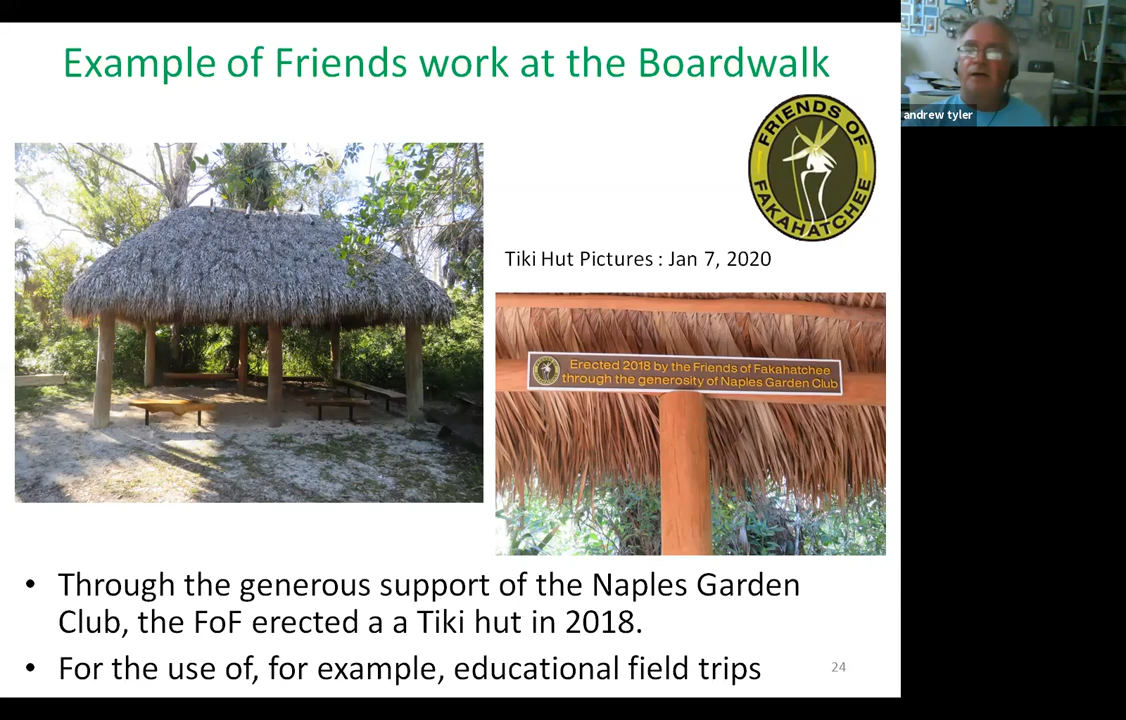 Example of Friends work at the Boardwalk
andrew tyler
FRIENDS OF
FAKAHATCHEE
Tiki Hut Pictures : Jan 7, 2020
Erected 2018 by the Friends of Fakahatchee
through the generosity of Naples Garden Club
• Through the generous support of the Naples Garden
Club, the FoF erected a a Tiki hut in 2018.
• For the use of, for example, educational field trips
24